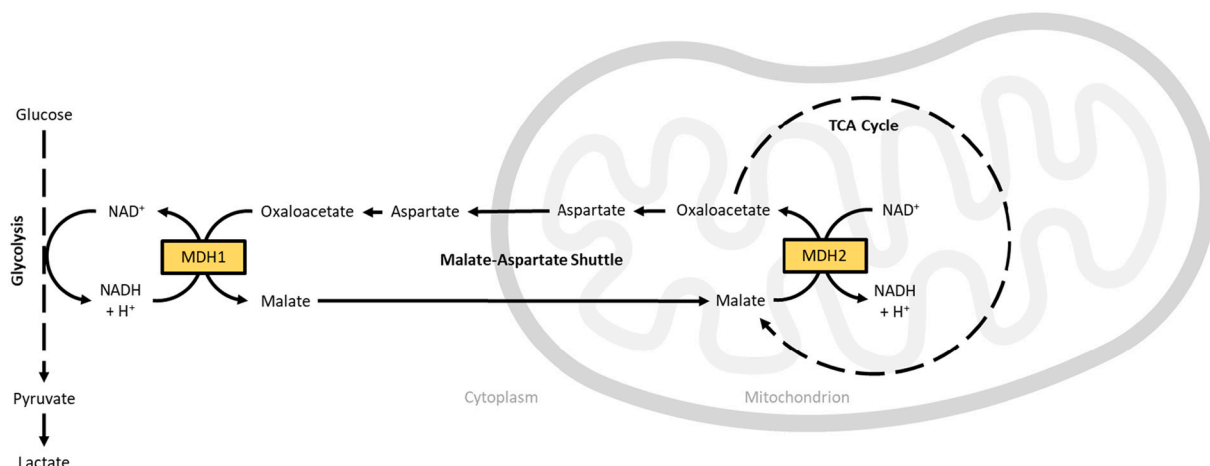 Glucose
TCA Cycle
NAD⁺
Oxaloacetate
Aspartate
Aspartate
Oxaloacetate
NAD⁺
Glycolysis
MDH1
Malate-Aspartate Shuttle
MDH2
NADH
+ H⁺
Malate
Malate
NADH
+ H⁺
Pyruvate
Cytoplasm
Mitochondrion
Lactate